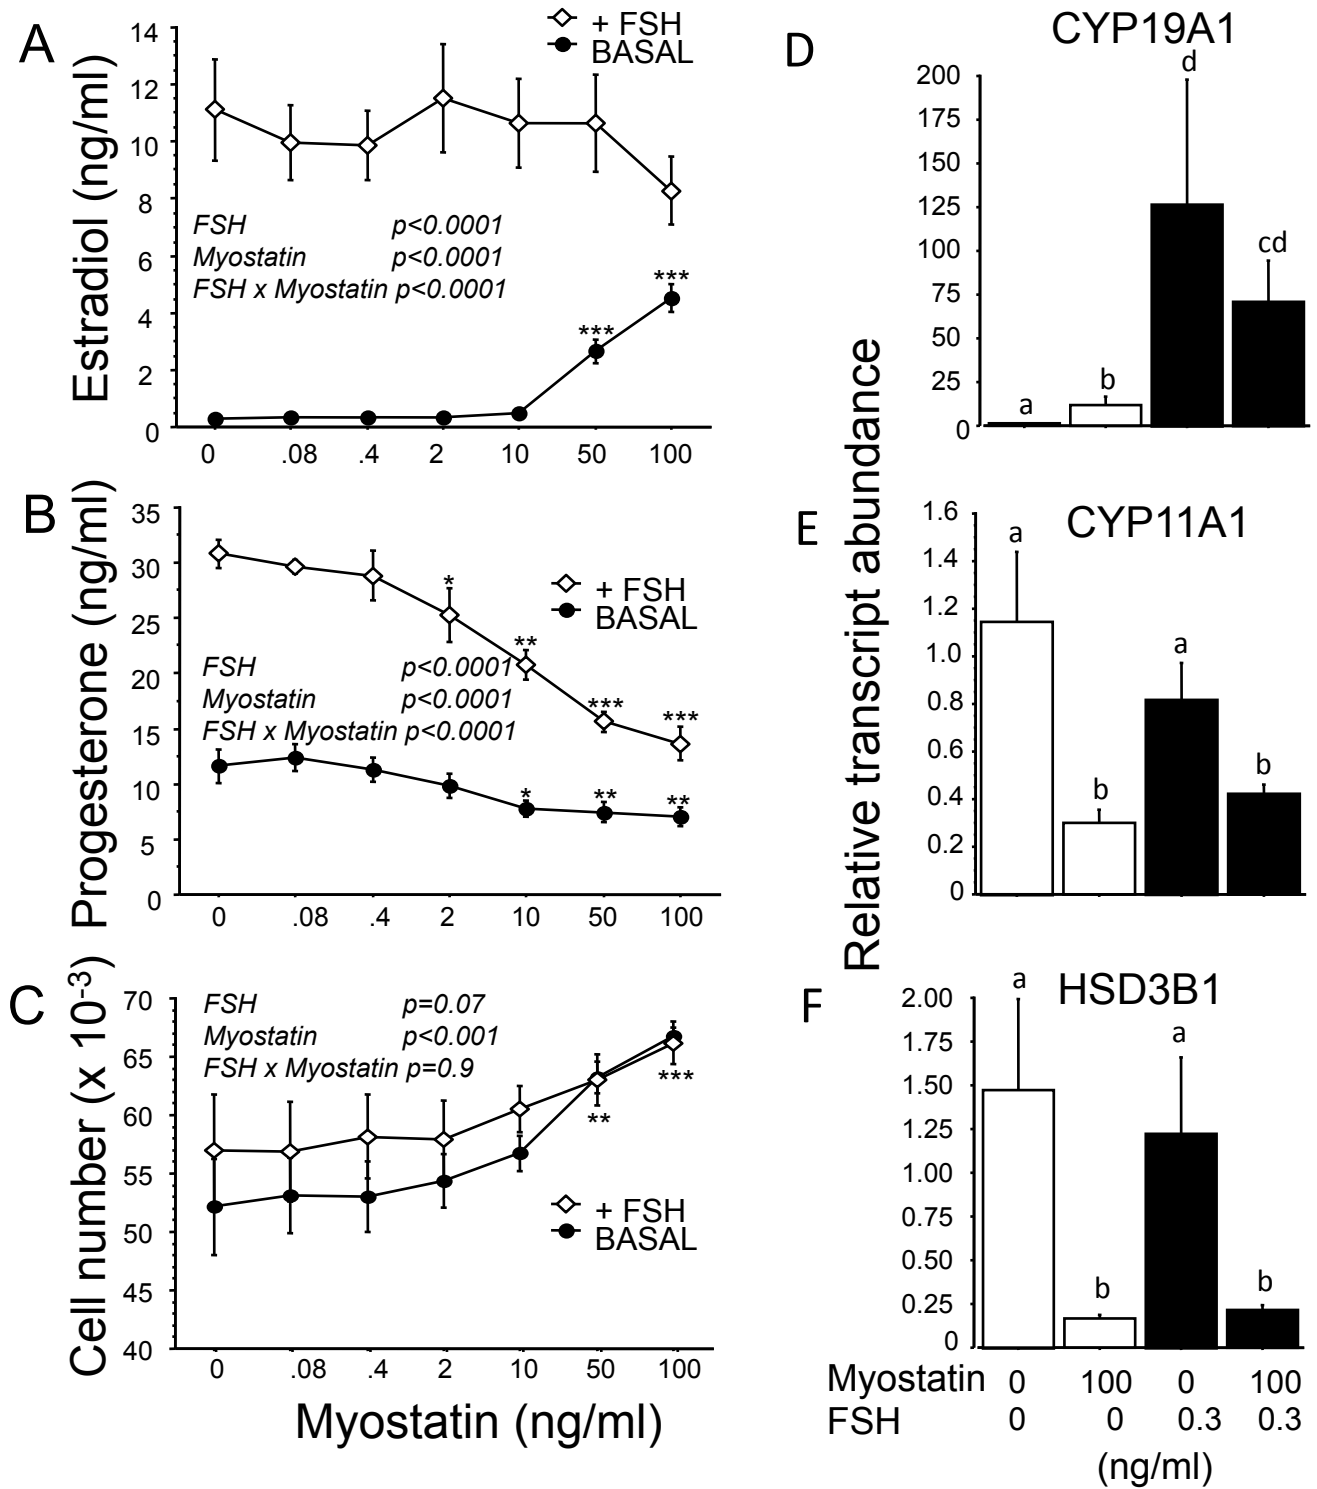 A
+ FSH
BASAL
Estradiol (ng/ml)
14
12
10
8
6
4
2
0
FSH p<0.0001
Myostatin p<0.0001
FSH x Myostatin p<0.0001
***
***
0 .08 .4 2 10 50 100
B
+ FSH
BASAL
Progesterone (ng/ml)
35
30
25
20
15
10
5
0
*
**
***
***
FSH p<0.0001
Myostatin p<0.0001
FSH x Myostatin p<0.0001
*
**
**
0 .08 .4 2 10 50 100
C
Cell number (x 10-3)
70
65
60
55
50
45
40
FSH p=0.07
Myostatin p<0.001
FSH x Myostatin p=0.9
**
***
+ FSH
BASAL
0 .08 .4 2 10 50 100
Myostatin (ng/ml)
Relative transcript abundance
D
CYP19A1
200
175
150
125
100
75
50
25
0
a
b
d
cd
E
CYP11A1
1.6
1.4
1.2
1.0
0.8
0.6
0.4
0.2
0
a
b
a
b
F
HSD3B1
2.00
1.75
1.50
1.25
1.00
0.75
0.50
0.25
0
a
b
a
b
Myostatin 0 100 0 100
FSH 0 0 0.3 0.3
(ng/ml)